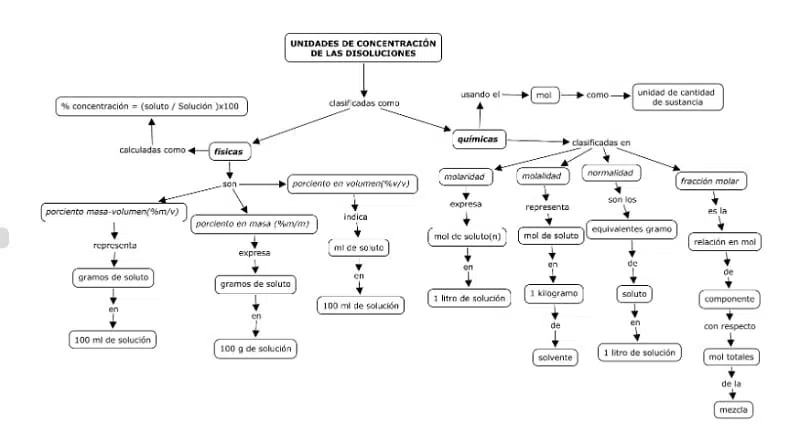 UNIDADES DE CONCENTRACIÓN
DE LAS DISOLUCIONES
clasificadas como
% concentración = (soluto / Solución )x100
calculadas como
físicas
son
porciento masa-volumen(%m/v)
representa
gramos de soluto
en
100 ml de solución
porciento en masa (%m/m)
expresa
gramos de soluto
en
100 g de solución
porciento en volumen(%v/v)
indica
ml de soluto
en
100 ml de solución
químicas
usando el
mol
como
unidad de cantidad
de sustancia
clasificadas en
molaridad
expresa
mol de soluto(n)
en
1 litro de solución
molalidad
representa
mol de soluto
en
1 kilogramo
de
solvente
normalidad
son los
equivalentes gramo
de
soluto
en
1 litro de solución
fracción molar
es la
relación en mol
de
componente
con respecto
mol totales
de la
mezcla